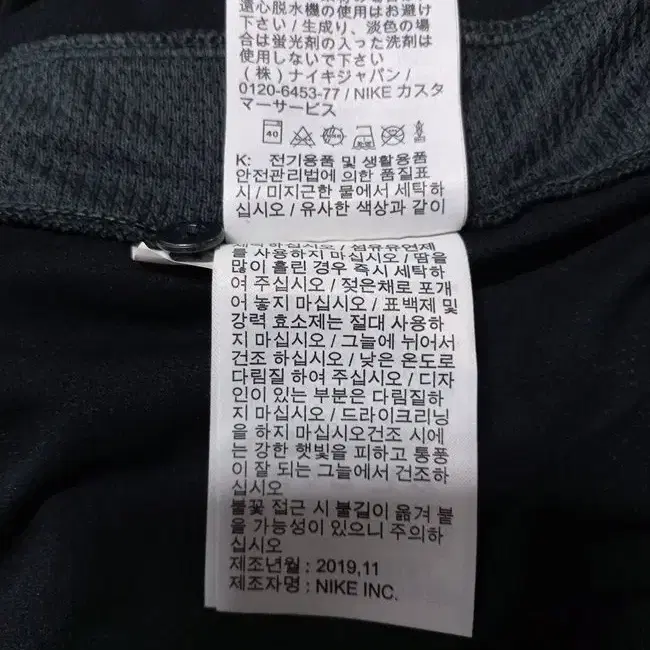 遠心脱水機の使用はお避け
下さい / 生成り、淡色の場
合は蛍光剤の入った洗剤は
使用しないで下さい
(株)ナイキジャパン /
0120-6453-77 / NIKE カスタ
マーサービス
40
K: 전기용품 및 생활용품
안전관리법에 의한 품질표
시 / 미지근한 물에서 세탁하
십시오 / 유사한 색상과 같이
세탁하십시오 / 섬유유연제
를 사용하지 마십시오 / 땀을
많이 흘린 경우 즉시 세탁하
여 주십시오 / 젖은채로 포개
어 놓지 마십시오 / 표백제 및
강력 효소제는 절대 사용하
지 마십시오 / 그늘에 뉘어서
건조 하십시오 / 낮은 온도로
다림질 하여 주십시오 / 디자
인이 있는 부분은 다림질하
지 마십시오 / 드라이크리닝
을 하지 마십시오건조 시에
는 강한 햇빛을 피하고 통풍
이 잘 되는 그늘에서 건조하
십시오
불꽃 접근 시 불길이 옮겨 붙
을 가능성이 있으니 주의하
십시오
제조년월 : 2019,11
제조자명 : NIKE INC.